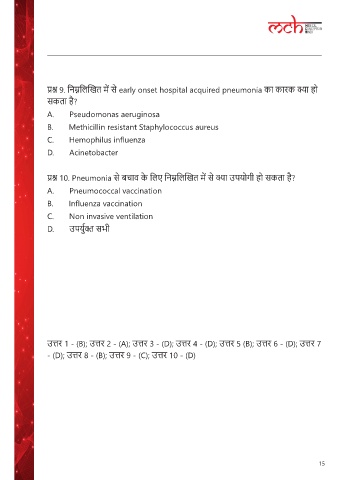 mch
प्रश्न 9. निम्नलिखित में से early onset hospital acquired pneumonia का कारक क्या हो
सकता है?
A. Pseudomonas aeruginosa
B. Methicillin resistant Staphylococcus aureus
C. Hemophilus influenza
D. Acinetobacter
प्रश्न 10. Pneumonia से बचाव के लिए निम्नलिखित में से क्या उपयोगी हो सकता है?
A. Pneumococcal vaccination
B. Influenza vaccination
C. Non invasive ventilation
D. उपर्युक्त सभी
उत्तर 1 - (B); उत्तर 2 - (A); उत्तर 3 - (D); उत्तर 4 - (D); उत्तर 5 (B); उत्तर 6 - (D); उत्तर 7
- (D); उत्तर 8 - (B); उत्तर 9 - (C); उत्तर 10 - (D)
15